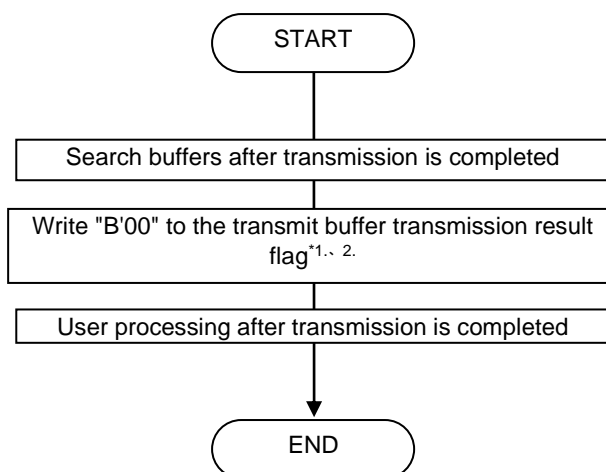 START
Search buffers after transmission is completed
Write "B'00" to the transmit buffer transmission result
flag*1.、2.
User processing after transmission is completed
END